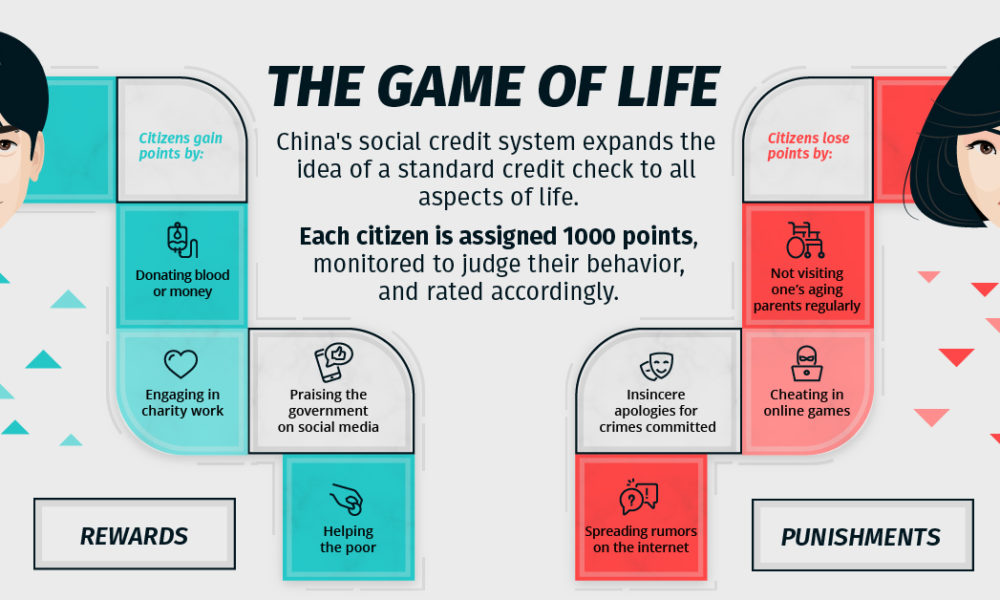 THE GAME OF LIFE
China's social credit system expands the
idea of a standard credit check to all
aspects of life.
Each citizen is assigned 1000 points,
monitored to judge their behavior,
and rated accordingly.
Citizens gain
points by:
Donating blood
or money
Engaging in
charity work
Praising the
government
on social media
Helping
the poor
REWARDS
Citizens lose
points by:
Not visiting
one's aging
parents regularly
Cheating in
online games
Insincere
apologies for
crimes committed
Spreading rumors
on the internet
PUNISHMENTS